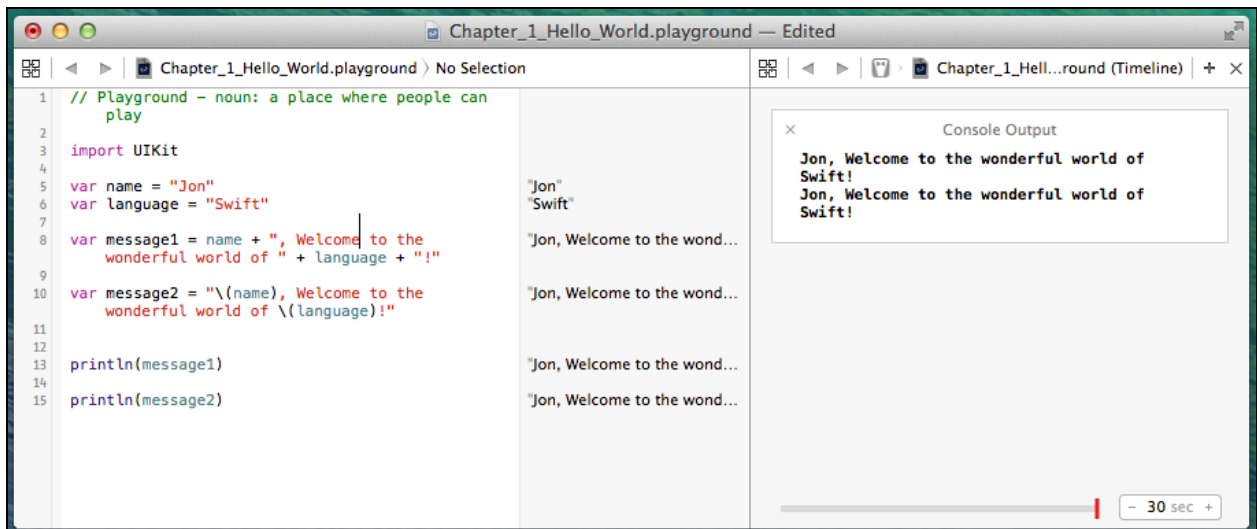 Chapter_1_Hello_World.playground — Edited
Chapter_1_Hello_World.playground 〉 No Selection
1 // Playground – noun: a place where people can
play
2
3 import UIKit
4
5 var name = "Jon"
6 var language = "Swift"
7
8 var message1 = name + ", Welcome to the
wonderful world of " + language + "!"
9
10 var message2 = "\(name), Welcome to the
wonderful world of \(language)!"
11
12
13 println(message1)
14
15 println(message2)
"Jon"
"Swift"
"Jon, Welcome to the wond...
"Jon, Welcome to the wond...
"Jon, Welcome to the wond...
"Jon, Welcome to the wond...
Chapter_1_Hell...round (Timeline)
Console Output
Jon, Welcome to the wonderful world of
Swift!
Jon, Welcome to the wonderful world of
Swift!
- 30 sec +